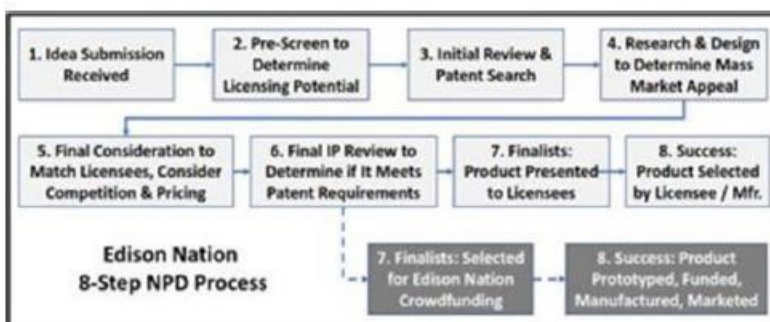 1. Idea Submission
Received
2. Pre-Screen to
Determine
Licensing Potential
3. Initial Review &
Patent Search
4. Research & Design
to Determine Mass
Market Appeal
5. Final Consideration to
Match Licensees, Consider
Competition & Pricing
6. Final IP Review to
Determine if It Meets
Patent Requirements
7. Finalists:
Product Presented
to Licensees
8. Success:
Product Selected
by Licensee / Mfr.
Edison Nation
8-Step NPD Process
7. Finalists: Selected
for Edison Nation
Crowdfunding
8. Success: Product
Prototyped, Funded,
Manufactured, Marketed